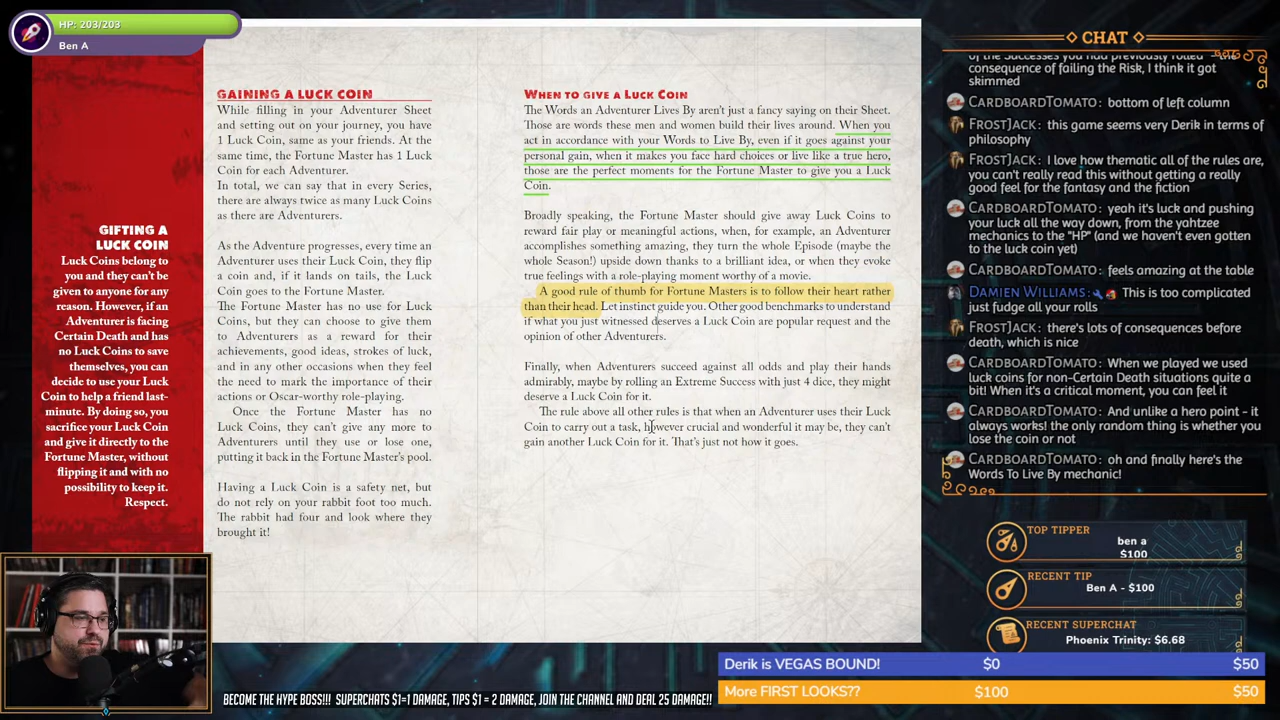 HP: 203/203
Ben A
GIFTING A
LUCK COIN
Luck Coins belong to
you and they can't be
given to anyone for any
reason. However, if an
Adventurer is facing
Certain Death and has
no Luck Coins to save
themselves, you can
decide to use your Luck
Coin to help a friend last-
minute. By doing so, you
sacrifice your Luck Coin
and give it directly to the
Fortune Master, without
flipping it and with no
possibility to keep it.
Respect.
GAINING A LUCK COIN
While filling in your Adventurer Sheet
and setting out on your journey, you have
1 Luck Coin, same as your friends. At the
same time, the Fortune Master has 1 Luck
Coin for each Adventurer.
In total, we can say that in every Series,
there are always twice as many Luck Coins
as there are Adventurers.
As the Adventure progresses, every time an
Adventurer uses their Luck Coin, they flip
a coin and, if it lands on tails, the Luck
Coin goes to the Fortune Master.
The Fortune Master has no use for Luck
Coins, but they can choose to give them
to Adventurers as a reward for their
achievements, good ideas, strokes of luck,
and in any other occasions when they feel
the need to mark the importance of their
actions or Oscar-worthy role-playing.
Once the Fortune Master has no
Luck Coins, they can't give any more to
Adventurers until they use or lose one,
putting it back in the Fortune Master's pool.
Having a Luck Coin is a safety net, but
do not rely on your rabbit foot too much.
The rabbit had four and look where they
brought it!
WHEN TO GIVE A LUCK COIN
The Words an Adventurer Lives By aren't just a fancy saying on their Sheet.
Those are words these men and women build their lives around. When you
act in accordance with your Words to Live By, even if it goes against your
personal gain, when it makes you face hard choices or live like a true hero,
those are the perfect moments for the Fortune Master to give you a Luck
Coin.
Broadly speaking, the Fortune Master should give away Luck Coins to
reward fair play or meaningful actions, when, for example, an Adventurer
accomplishes something amazing, they turn the whole Episode (maybe the
whole Season!) upside down thanks to a brilliant idea, or when they evoke
true feelings with a role-playing moment worthy of a movie.
A good rule of thumb for Fortune Masters is to follow their heart rather
than their head. Let instinct guide you. Other good benchmarks to understand
if what you just witnessed deserves a Luck Coin are popular request and the
opinion of other Adventurers.
Finally, when Adventurers succeed against all odds and play their hands
admirably, maybe by rolling an Extreme Success with just 4 dice, they might
deserve a Luck Coin for it.
The rule above all other rules is that when an Adventurer uses their Luck
Coin to carry out a task, however crucial and wonderful it may be, they can't
gain another Luck Coin for it. That's just not how it goes.
CHAT
of the Successes you had previously rolled - the
consequence of failing the Risk, I think it got
skimmed
CARDBOARDTOMATO: bottom of left column
FROSTJACK: this game seems very Derik in terms of
philosophy
FROSTJACK: I love how thematic all of the rules are,
you can't really read this without getting a really
good feel for the fantasy and the fiction
CARDBOARDTOMATO: yeah it's luck and pushing
your luck all the way down, from the yahtzee
mechanics to the "HP" (and we haven't even gotten
to the luck coin yet)
CARDBOARDTOMATO: feels amazing at the table
DAMIEN WILLIAMS: This is too complicated
just fudge all your rolls
FROSTJACK: there's lots of consequences before
death, which is nice
CARDBOARDTOMATO: When we played we used
luck coins for non-Certain Death situations quite a
bit! When it's a critical moment, you can feel it
CARDBOARDTOMATO: And unlike a hero point - it
always works! the only random thing is whether you
lose the coin or not
CARDBOARDTOMATO: oh and finally here's the
Words To Live By mechanic!
TOP TIPPER
ben a
$100
RECENT TIP
Ben A - $100
RECENT SUPERCHAT
Phoenix Trinity: $6.68
Derik is VEGAS BOUND! $0 $50
More FIRST LOOKS?? $100 $50
BECOME THE HYPE BOSS!! SUPERCHATS $1=1 DAMAGE, TIPS $1 = 2 DAMAGE, JOIN THE CHANNEL AND DEAL 25 DAMAGE!!